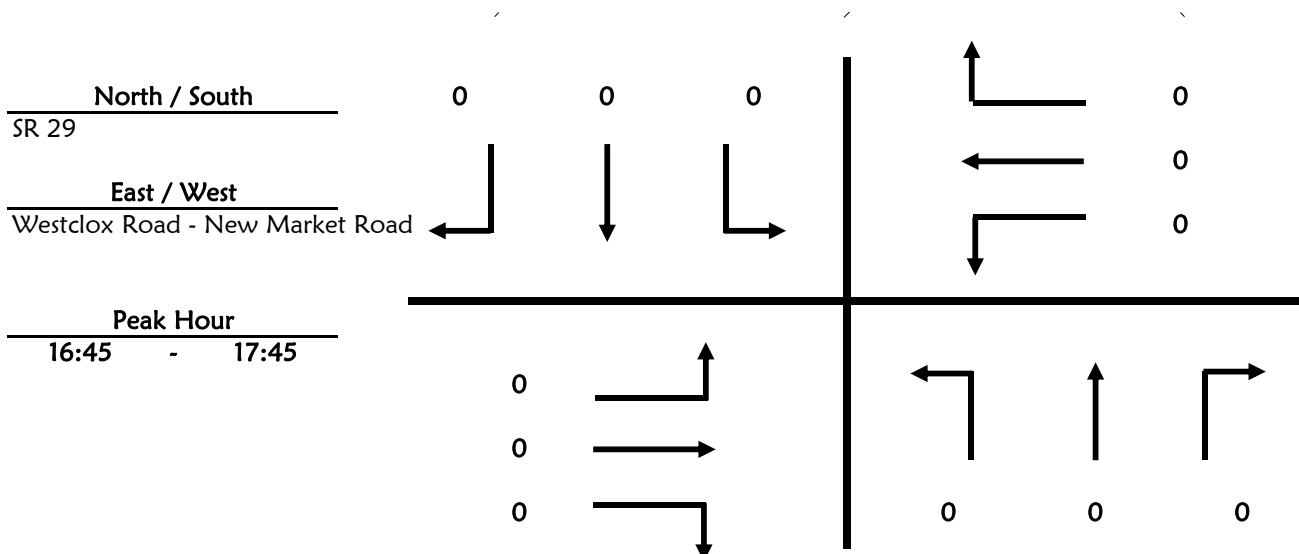 North / South
SR 29
East / West
Westclox Road - New Market Road
Peak Hour
16:45 - 17:45
0 0 0
0
0
0
0
0
0
0 0 0